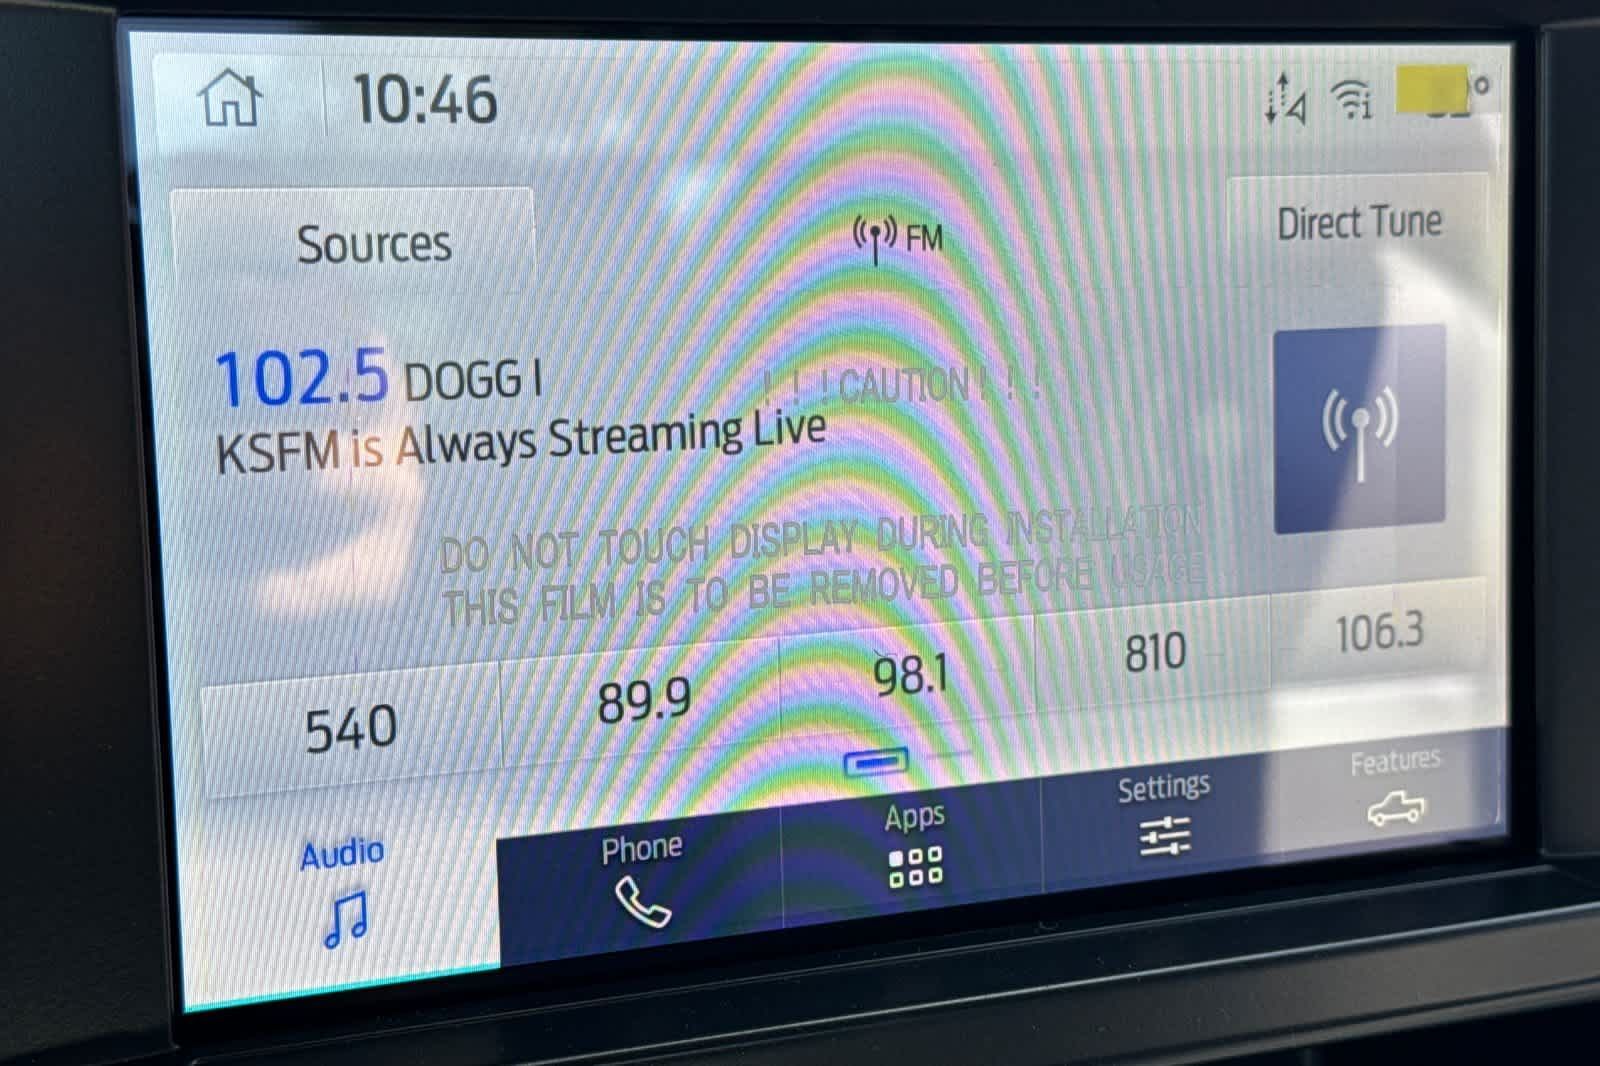 10:46
Sources
FM
Direct Tune
102.5 DOGG I
! ! ! CAUTION ! ! !
KSFM is Always Streaming Live
DO NOT TOUCH DISPLAY DURING INSTALLATION
THIS FILM IS TO BE REMOVED BEFORE USAGE
540 89.9 98.1 810 106.3
Audio Phone Apps Settings Features